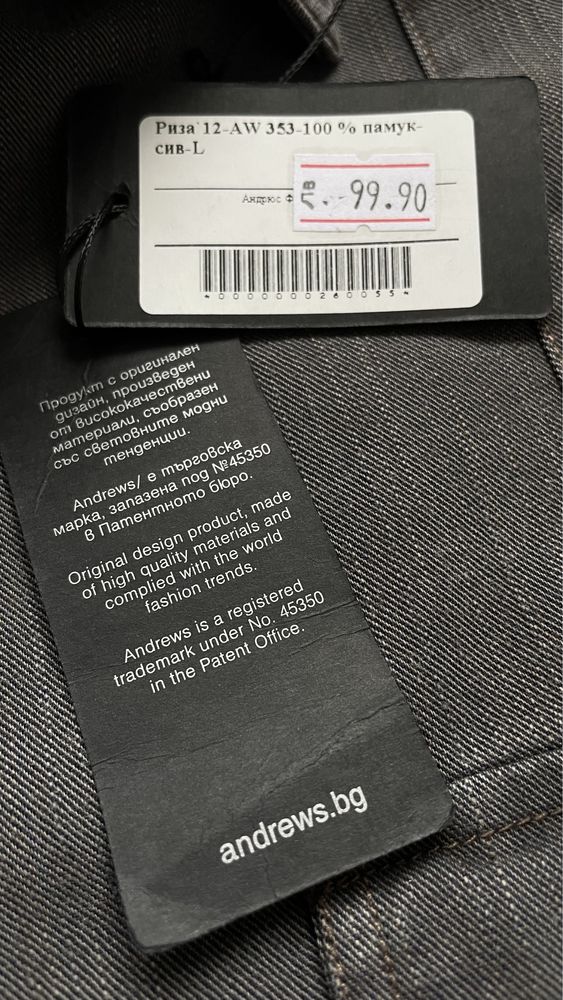 Риза 12-AW 353-100 % памук-
сив-L
Андрюс
лв. 99.90
*0000000260055*
Продукт с оригинален
дизайн, произведен
от висококачествени
материали, съобразен
със световните модни
тенденции.
Andrews/ е търговска
марка, запазена под №45350
в Патентното бюро.
Original design product, made
of high quality materials and
complied with the world
fashion trends.
Andrews is a registered
trademark under No. 45350
in the Patent Office.
andrews.bg